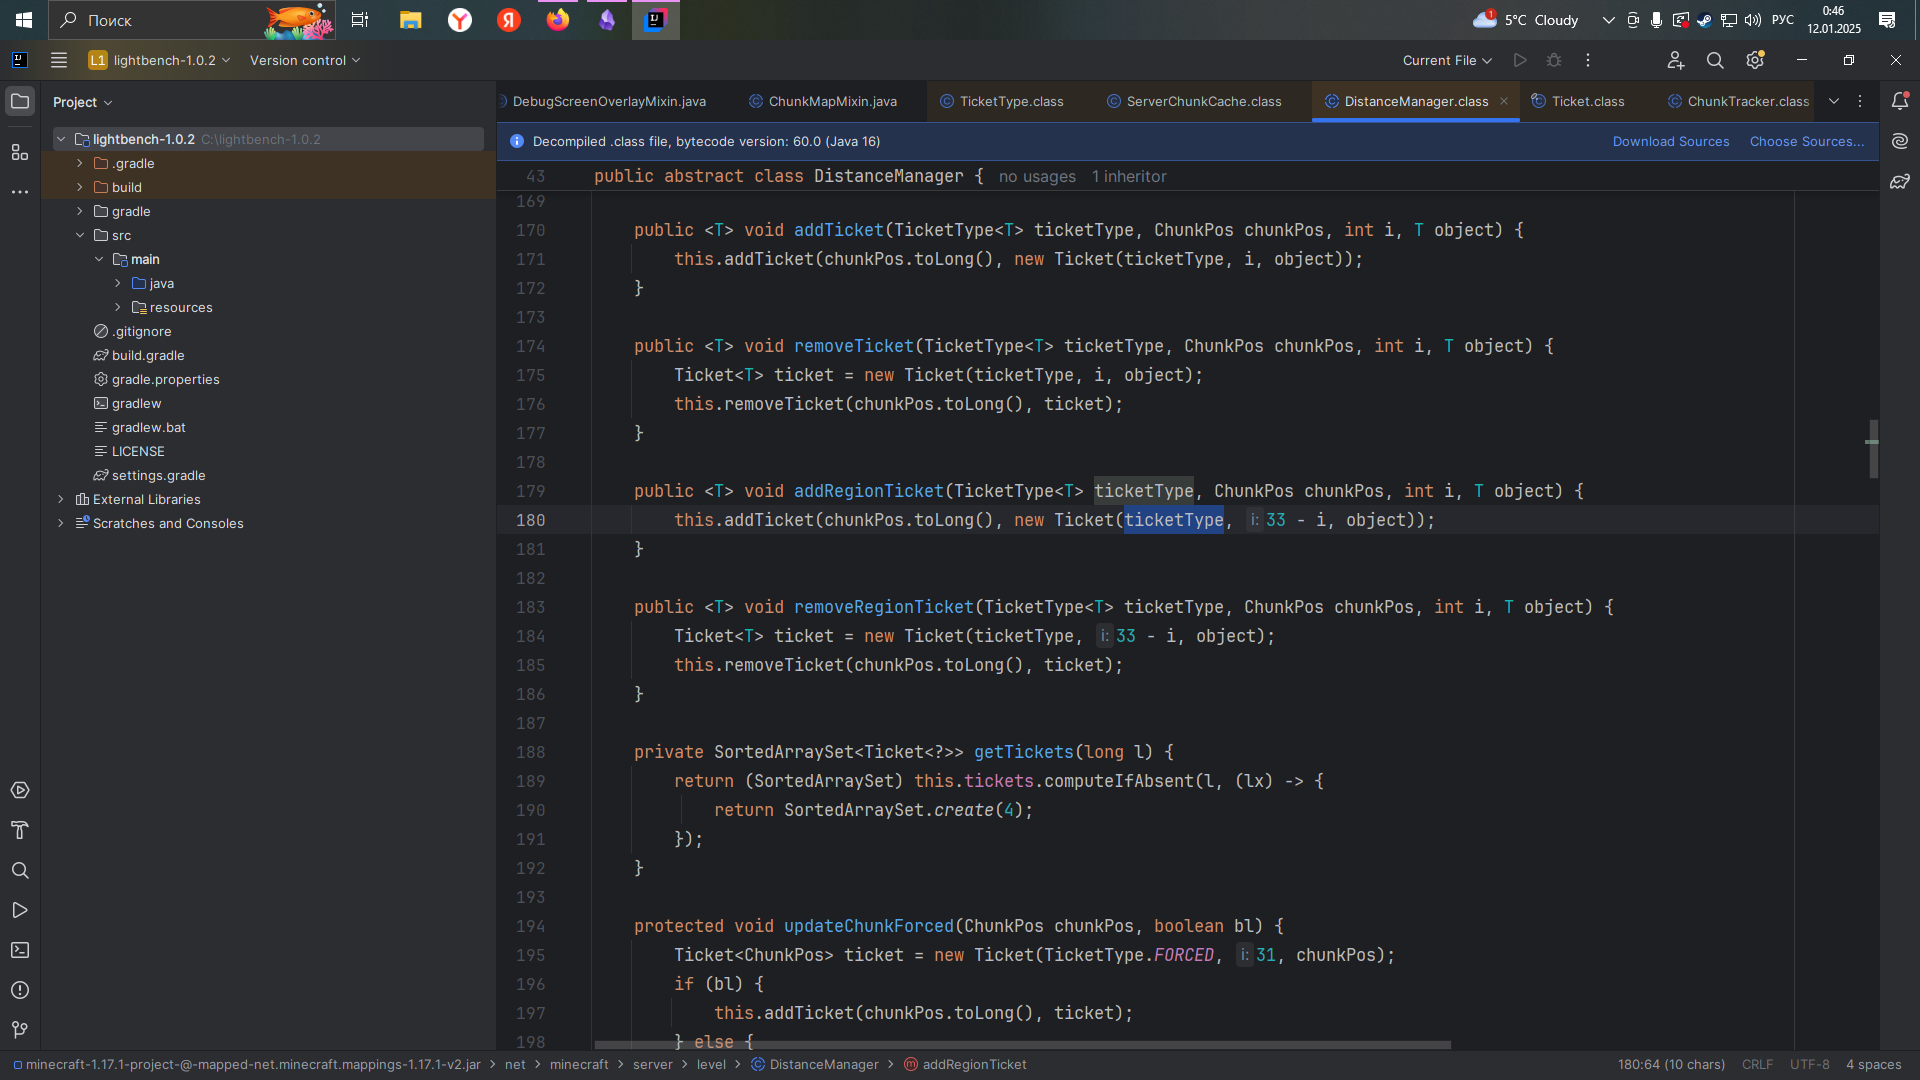 Поиск
1
5°C Cloudy
РУС
0:46
12.01.2025
L1 lightbench-1.0.2
Version control
Current File
Project
DebugScreenOverlayMixin.java
ChunkMapMixin.java
TicketType.class
ServerChunkCache.class
DistanceManager.class
Ticket.class
ChunkTracker.class
Decompiled .class file, bytecode version: 60.0 (Java 16)
Download Sources
Choose Sources...
lightbench-1.0.2 C:\lightbench-1.0.2
.gradle
build
gradle
src
main
java
resources
.gitignore
build.gradle
gradle.properties
gradlew
gradlew.bat
LICENSE
settings.gradle
External Libraries
Scratches and Consoles
43 public abstract class DistanceManager { no usages 1 inheritor
169
170 public <T> void addTicket(TicketType<T> ticketType, ChunkPos chunkPos, int i, T object) {
171 this.addTicket(chunkPos.toLong(), new Ticket(ticketType, i, object));
172 }
173
174 public <T> void removeTicket(TicketType<T> ticketType, ChunkPos chunkPos, int i, T object) {
175 Ticket<T> ticket = new Ticket(ticketType, i, object);
176 this.removeTicket(chunkPos.toLong(), ticket);
177 }
178
179 public <T> void addRegionTicket(TicketType<T> ticketType, ChunkPos chunkPos, int i, T object) {
180 this.addTicket(chunkPos.toLong(), new Ticket(ticketType, i: 33 - i, object));
181 }
182
183 public <T> void removeRegionTicket(TicketType<T> ticketType, ChunkPos chunkPos, int i, T object) {
184 Ticket<T> ticket = new Ticket(ticketType, i: 33 - i, object);
185 this.removeTicket(chunkPos.toLong(), ticket);
186 }
187
188 private SortedArraySet<Ticket<?>> getTickets(long l) {
189 return (SortedArraySet) this.tickets.computeIfAbsent(l, (lx) -> {
190 return SortedArraySet.create(4);
191 });
192 }
193
194 protected void updateChunkForced(ChunkPos chunkPos, boolean bl) {
195 Ticket<ChunkPos> ticket = new Ticket(TicketType.FORCED, i: 31, chunkPos);
196 if (bl) {
197 this.addTicket(chunkPos.toLong(), ticket);
198 } else {
minecraft-1.17.1-project-@-mapped-net.minecraft.mappings-1.17.1-v2.jar > net > minecraft > server > level > DistanceManager > addRegionTicket
180:64 (10 chars)
CRLF
UTF-8
4 spaces